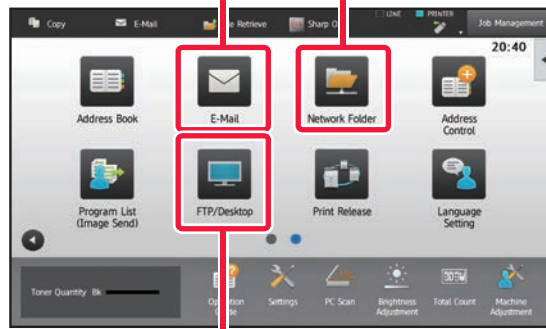 Copy E-Mail Retrieve Sharp LINE PRINTER Job Management
20:40
Address Book E-Mail Network Folder Address
Control
Program List
(Image Send) FTP/Desktop Print Release Language
Setting
Toner Quantity Bk Settings PC Scan Brightness
Adjustment Total Count Machine
Adjustment